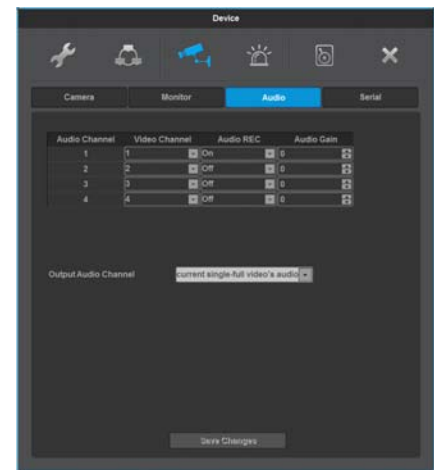 Device
Camera Monitor Audio Serial
Audio Channel Video Channel Audio REC Audio Gain
1 1 On 0
2 2 Off 0
3 3 Off 0
4 4 Off 0
Output Audio Channel current single-full video's audio
Save Changes